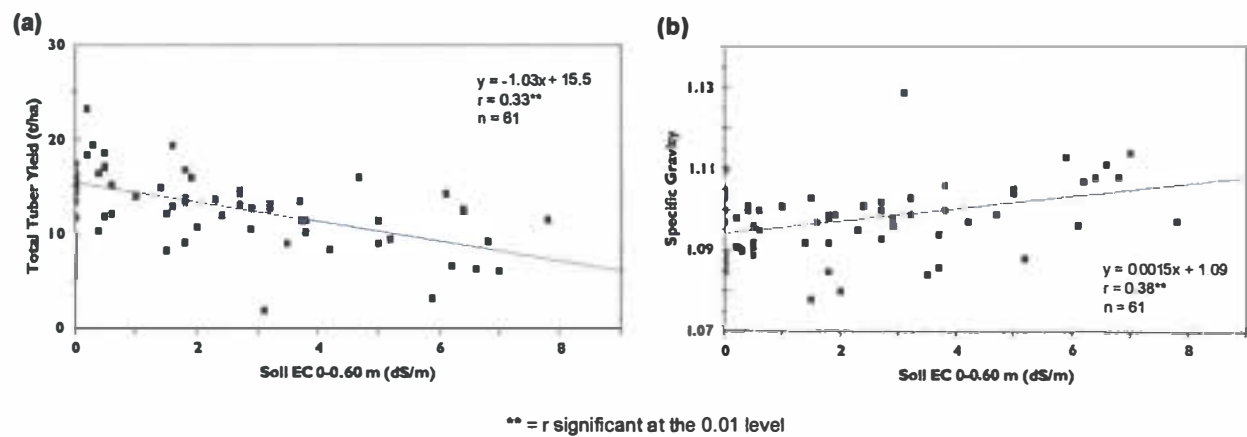 (a)
30
20
10
0
Total Tuber Yield (t/ha)
y = -1.03x + 15.5
r = 0.33**
n = 61
0 2 4 6 8
Soil EC 0-0.60 m (dS/m)
(b)
1.13
1.11
1.09
1.07
Specific Gravity
y = 0.0015x + 1.09
r = 0.38**
n = 61
0 2 4 6 8
Soil EC 0-0.60 m (dS/m)
** = r significant at the 0.01 level